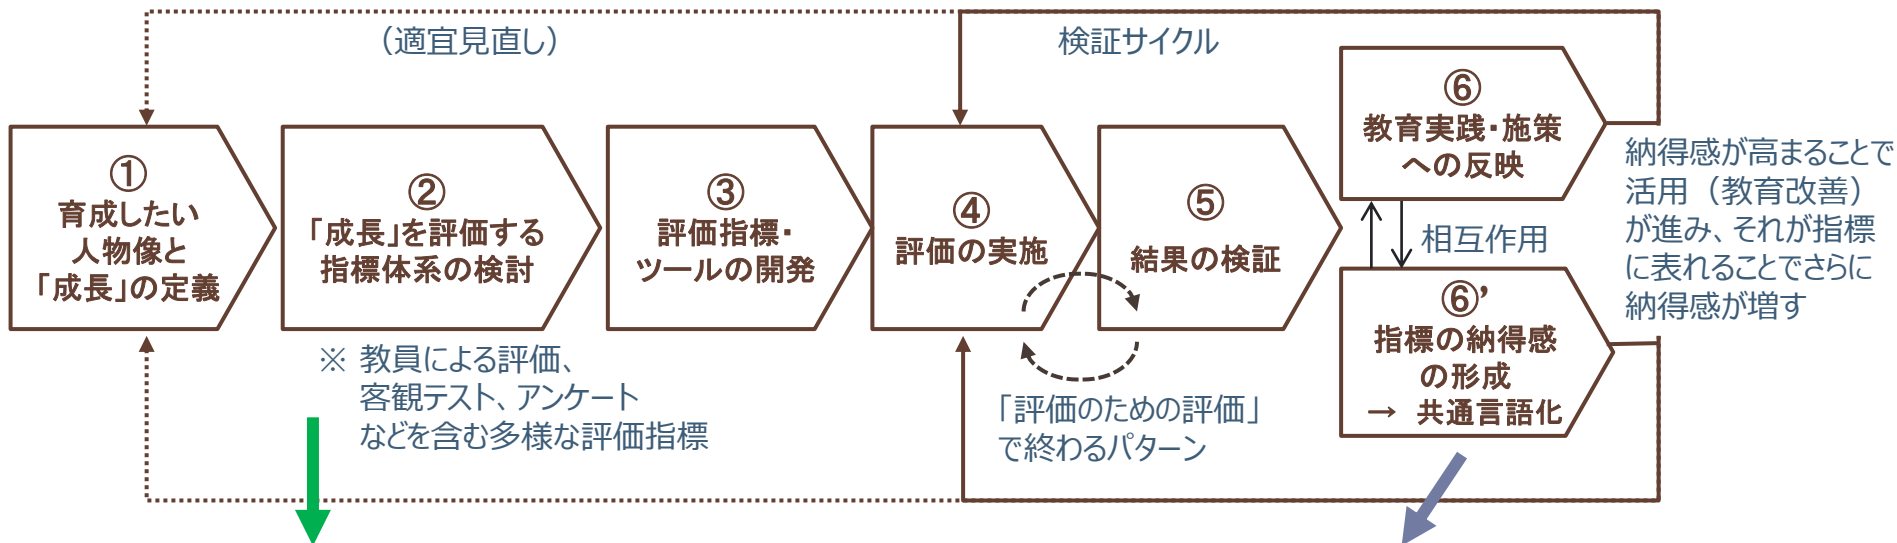 （適宜見直し）
検証サイクル
①
育成したい
人物像と
「成長」の定義
②
「成長」を評価する
指標体系の検討
③
評価指標・
ツールの開発
④
評価の実施
⑤
結果の検証
⑥
教育実践・施策
への反映
相互作用
⑥’
指標の納得感
の形成
→ 共通言語化
納得感が高まることで
活用（教育改善）
が進み、それが指標
に表れることでさらに
納得感が増す
※ 教員による評価、
客観テスト、アンケート
などを含む多様な評価指標
「評価のための評価」
で終わるパターン